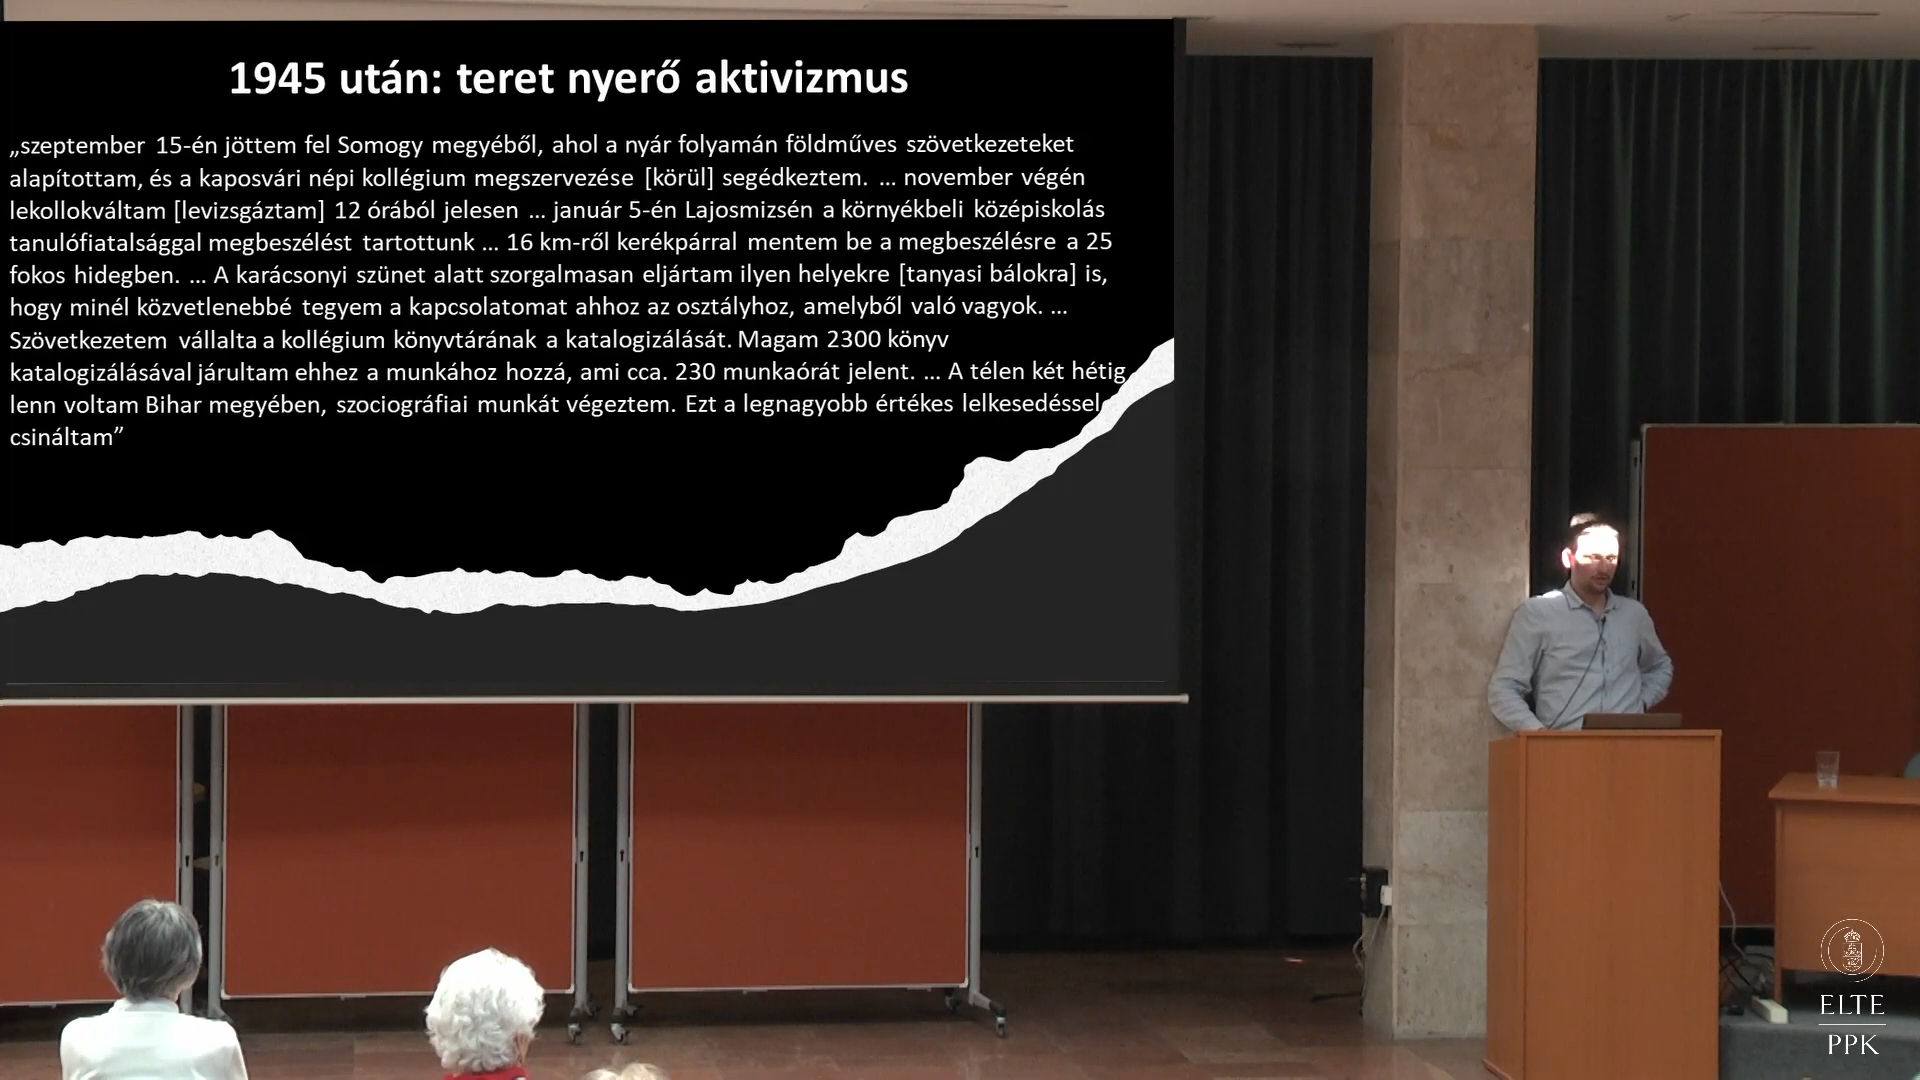 1945 után: teret nyerő aktivizmus
„szeptember 15-én jöttem fel Somogy megyéből, ahol a nyár folyamán földműves szövetkezeteket
alapítottam, és a kaposvári népi kollégium megszervezése [körül] segédkeztem. ... november végén
lekollokváltam [levizsgáztam] 12 órából jelesen ... január 5-én Lajosmizsén a környékbeli középiskolás
tanulófiatalsággal megbeszélést tartottunk ... 16 km-ről kerékpárral mentem be a megbeszélésre a 25
fokos hidegben. ... A karácsonyi szünet alatt szorgalmasan eljártam ilyen helyekre [tanyasi bálokra] is,
hogy minél közvetlenebbé tegyem a kapcsolatomat ahhoz az osztályhoz, amelyből való vagyok. ...
Szövetkezetem vállalta a kollégium könyvtárának a katalogizálását. Magam 2300 könyv
katalogizálásával járultam ehhez a munkához hozzá, ami cca. 230 munkaórát jelent. ... A télen két hétig
lenn voltam Bihar megyében, szociográfiai munkát végeztem. Ezt a legnagyobb értékes lelkesedéssel
csináltam”
ELTE
PPK